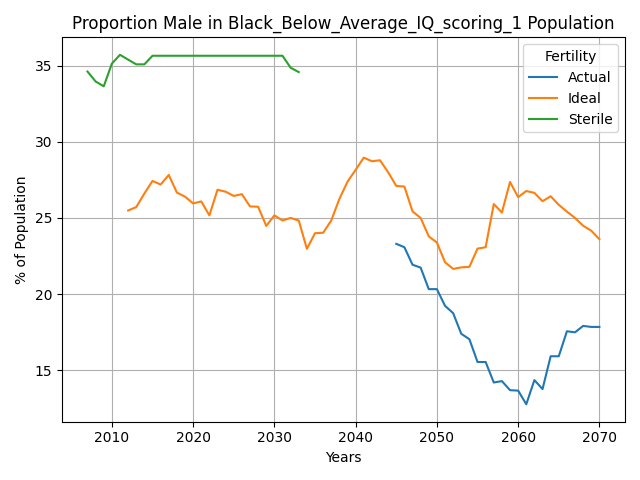 Proportion Male in Black_Below_Average_IQ_scoring_1 Population
Fertility
Actual
Ideal
Sterile
% of Population
35
30
25
20
15
2010 2020 2030 2040 2050 2060 2070
Years